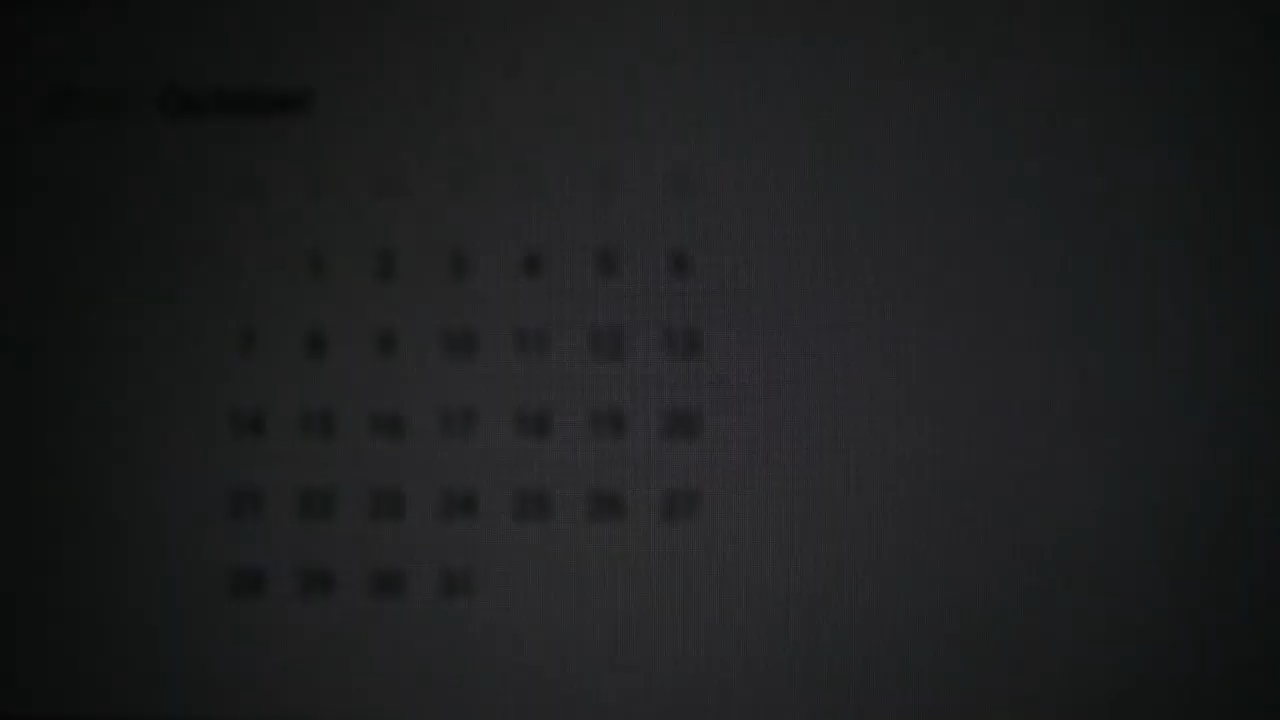 October
1 2 3 4 5 6
7 8 9 10 11 12 13
14 15 16 17 18 19 20
21 22 23 24 25 26 27
28 29 30 31